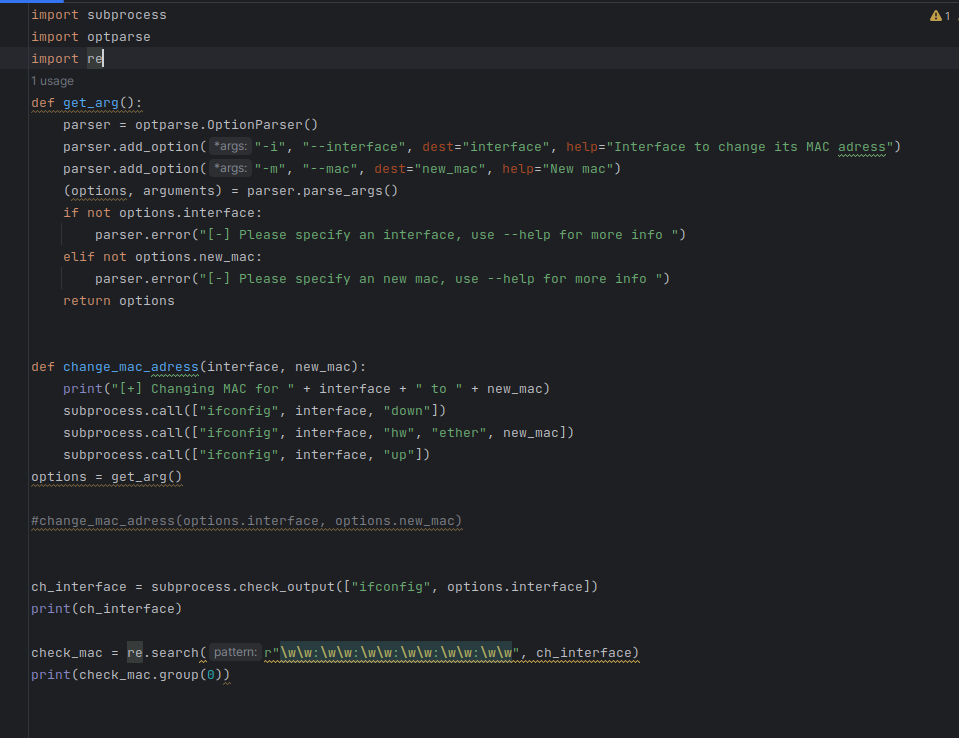 import subprocess
1
import optparse
import re
1 usage
def get_arg():
    parser = optparse.OptionParser()
    parser.add_option( *args: "-i", "--interface", dest="interface", help="Interface to change its MAC adress")
    parser.add_option( *args: "-m", "--mac", dest="new_mac", help="New mac")
    (options, arguments) = parser.parse_args()
    if not options.interface:
        parser.error("[-] Please specify an interface, use --help for more info ")
    elif not options.new_mac:
        parser.error("[-] Please specify an new mac, use --help for more info ")
    return options
def change_mac_adress(interface, new_mac):
    print("[+] Changing MAC for " + interface + " to " + new_mac)
    subprocess.call(["ifconfig", interface, "down"])
    subprocess.call(["ifconfig", interface, "hw", "ether", new_mac])
    subprocess.call(["ifconfig", interface, "up"])
options = get_arg()
#change_mac_adress(options.interface, options.new_mac)
ch_interface = subprocess.check_output(["ifconfig", options.interface])
print(ch_interface)
check_mac = re.search( pattern: r"\w\w:\w\w:\w\w:\w\w:\w\w:\w\w", ch_interface)
print(check_mac.group(0))